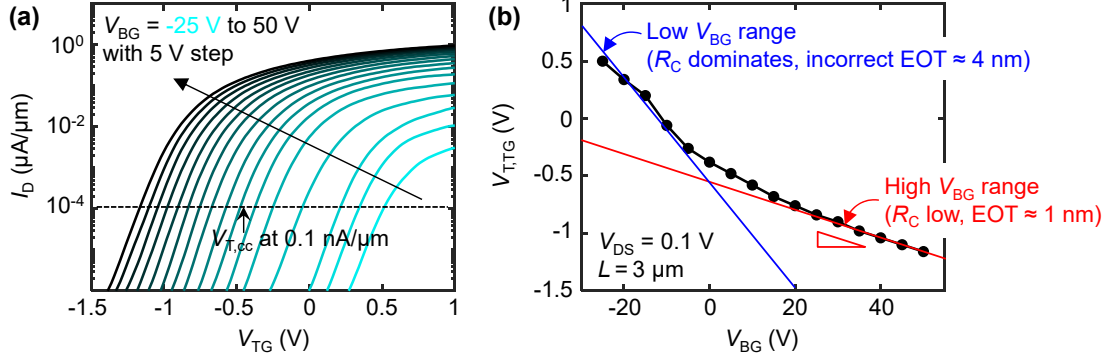 (a)
V_BG = -25 V to 50 V
with 5 V step
10^0
10^-2
10^-4
I_D (μA/μm)
V_T,cc at 0.1 nA/μm
-1.5 -1 -0.5 0 0.5 1
V_TG (V)
(b)
Low V_BG range
(R_C dominates, incorrect EOT ≈ 4 nm)
1
0.5
0
-0.5
-1
-1.5
V_T,TG (V)
High V_BG range
(R_C low, EOT ≈ 1 nm)
V_DS = 0.1 V
L = 3 μm
-20 0 20 40
V_BG (V)